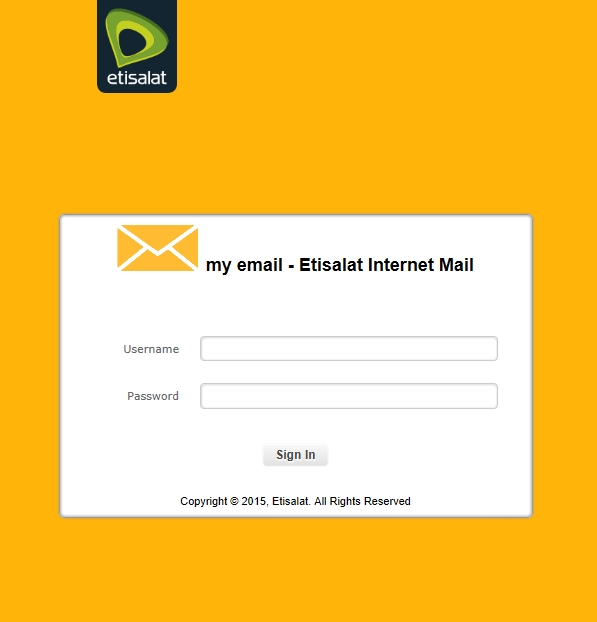 etisalat
my email - Etisalat Internet Mail
Username
Password
Sign In
Copyright © 2015, Etisalat. All Rights Reserved